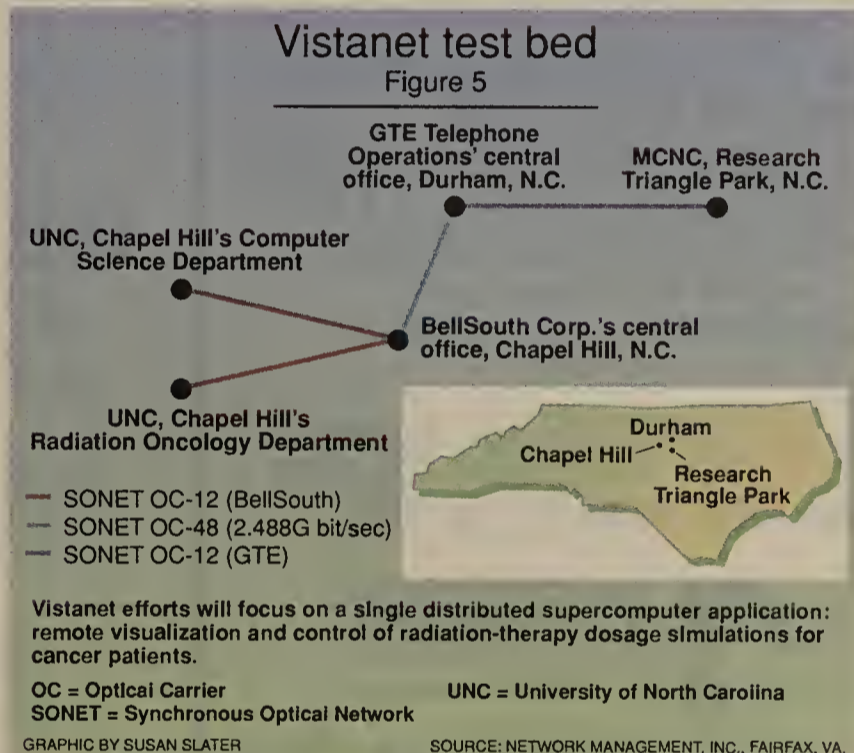 Vistanet test bed
Figure 5
GTE Telephone
Operations' central
office, Durham, N.C.
MCNC, Research
Triangle Park, N.C.
UNC, Chapel Hill's Computer
Science Department
BellSouth Corp.'s central
office, Chapel Hill, N.C.
UNC, Chapel Hill's
Radiation Oncology Department
Durham
Chapel Hill
Research
Triangle Park
SONET OC-12 (BellSouth)
SONET OC-48 (2.488G bit/sec)
SONET OC-12 (GTE)
Vistanet efforts will focus on a single distributed supercomputer application:
remote visualization and control of radiation-therapy dosage simulations for
cancer patients.
OC = Optical Carrier
UNC = University of North Carolina
SONET = Synchronous Optical Network
GRAPHIC BY SUSAN SLATER
SOURCE: NETWORK MANAGEMENT, INC., FAIRFAX, VA.